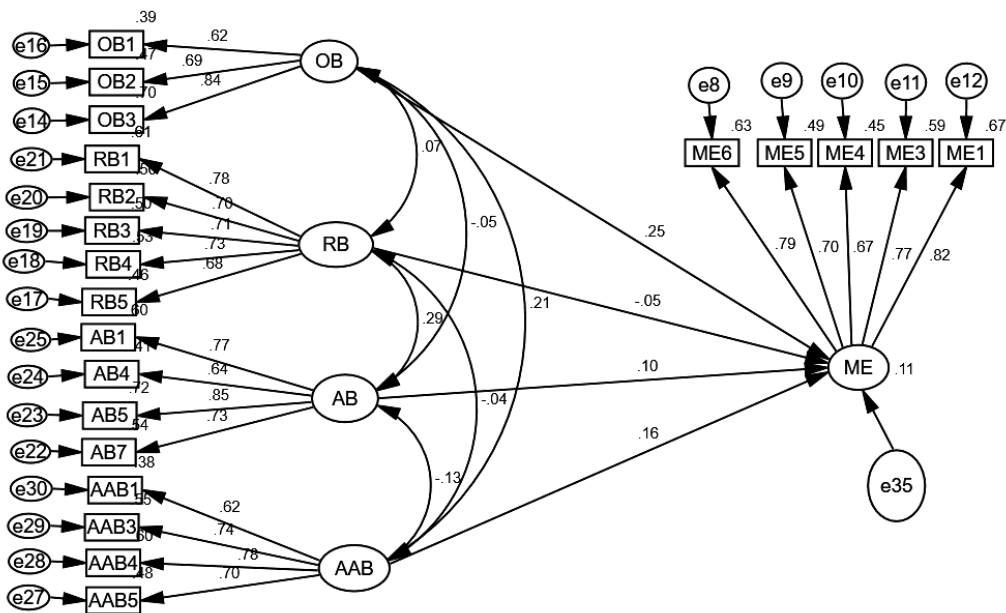 .39
e16 OB1 .62 OB
.47
e15 OB2 .69
.70
e14 OB3 .84
.61
e21 RB1 .78
.50
e20 RB2 .70
.50
e19 RB3 .71 RB
.53
e18 RB4 .73
.46
e17 RB5 .68
.60
e25 AB1 .77
.41
e24 AB4 .64 AB
.72
e23 AB5 .85
.54
e22 AB7 .73
.38
e30 AAB1 .62
.55
e29 AAB3 .74
.60
e28 AAB4 .78 AAB
.48
e27 AAB5 .70
.07
-.05
.21
.29
-.04
-.13
.25
-.05
.10
.16
e8 e9 e10 e11 e12
.63 .49 .45 .59 .67
ME6 ME5 ME4 ME3 ME1
.79 .70 .67 .77 .82
ME .11
e35